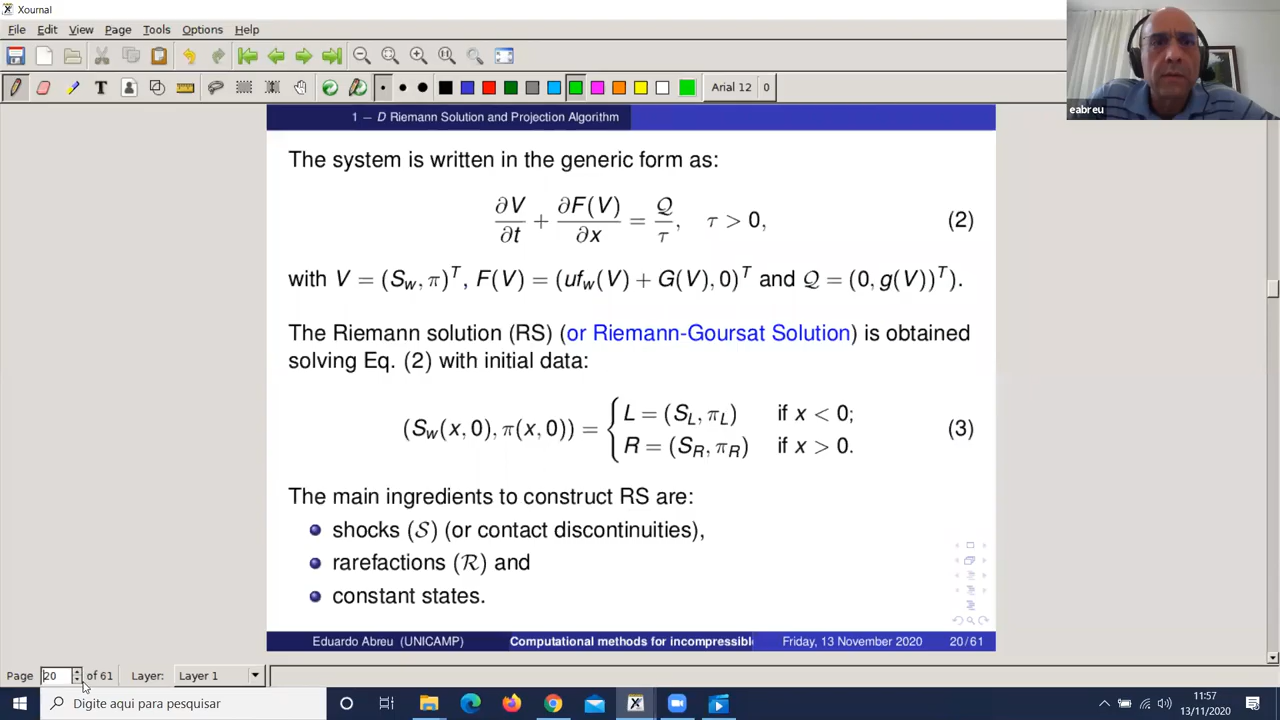 Xournal
File Edit View Page Tools Options Help
T
Arial 12 0
eabreu
1 − D Riemann Solution and Projection Algorithm
The system is written in the generic form as:
∂V/∂t + ∂F(V)/∂x = Q/τ, τ > 0, (2)
with V = (S_w, π)^T, F(V) = (uf_w(V) + G(V), 0)^T and Q = (0, g(V))^T).
The Riemann solution (RS) (or Riemann-Goursat Solution) is obtained
solving Eq. (2) with initial data:
(S_w(x, 0), π(x, 0)) = { L = (S_L, π_L) if x < 0;
R = (S_R, π_R) if x > 0. (3)
The main ingredients to construct RS are:
shocks (S) (or contact discontinuities),
rarefactions (R) and
constant states.
Eduardo Abreu (UNICAMP) Computational methods for incompressibl Friday, 13 November 2020 20/61
Page 20 of 61 Layer: Layer 1
Digite aqui para pesquisar
11:57
13/11/2020